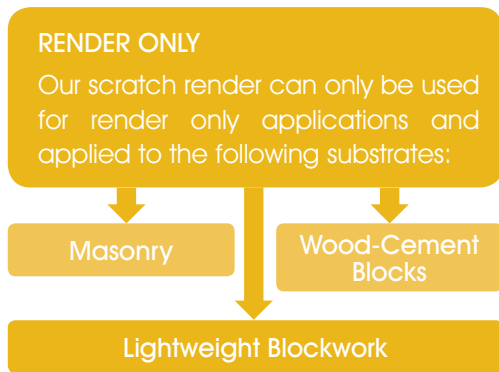 RENDER ONLY
Our scratch render can only be used
for render only applications and
applied to the following substrates:
Masonry
Wood-Cement
Blocks
Lightweight Blockwork